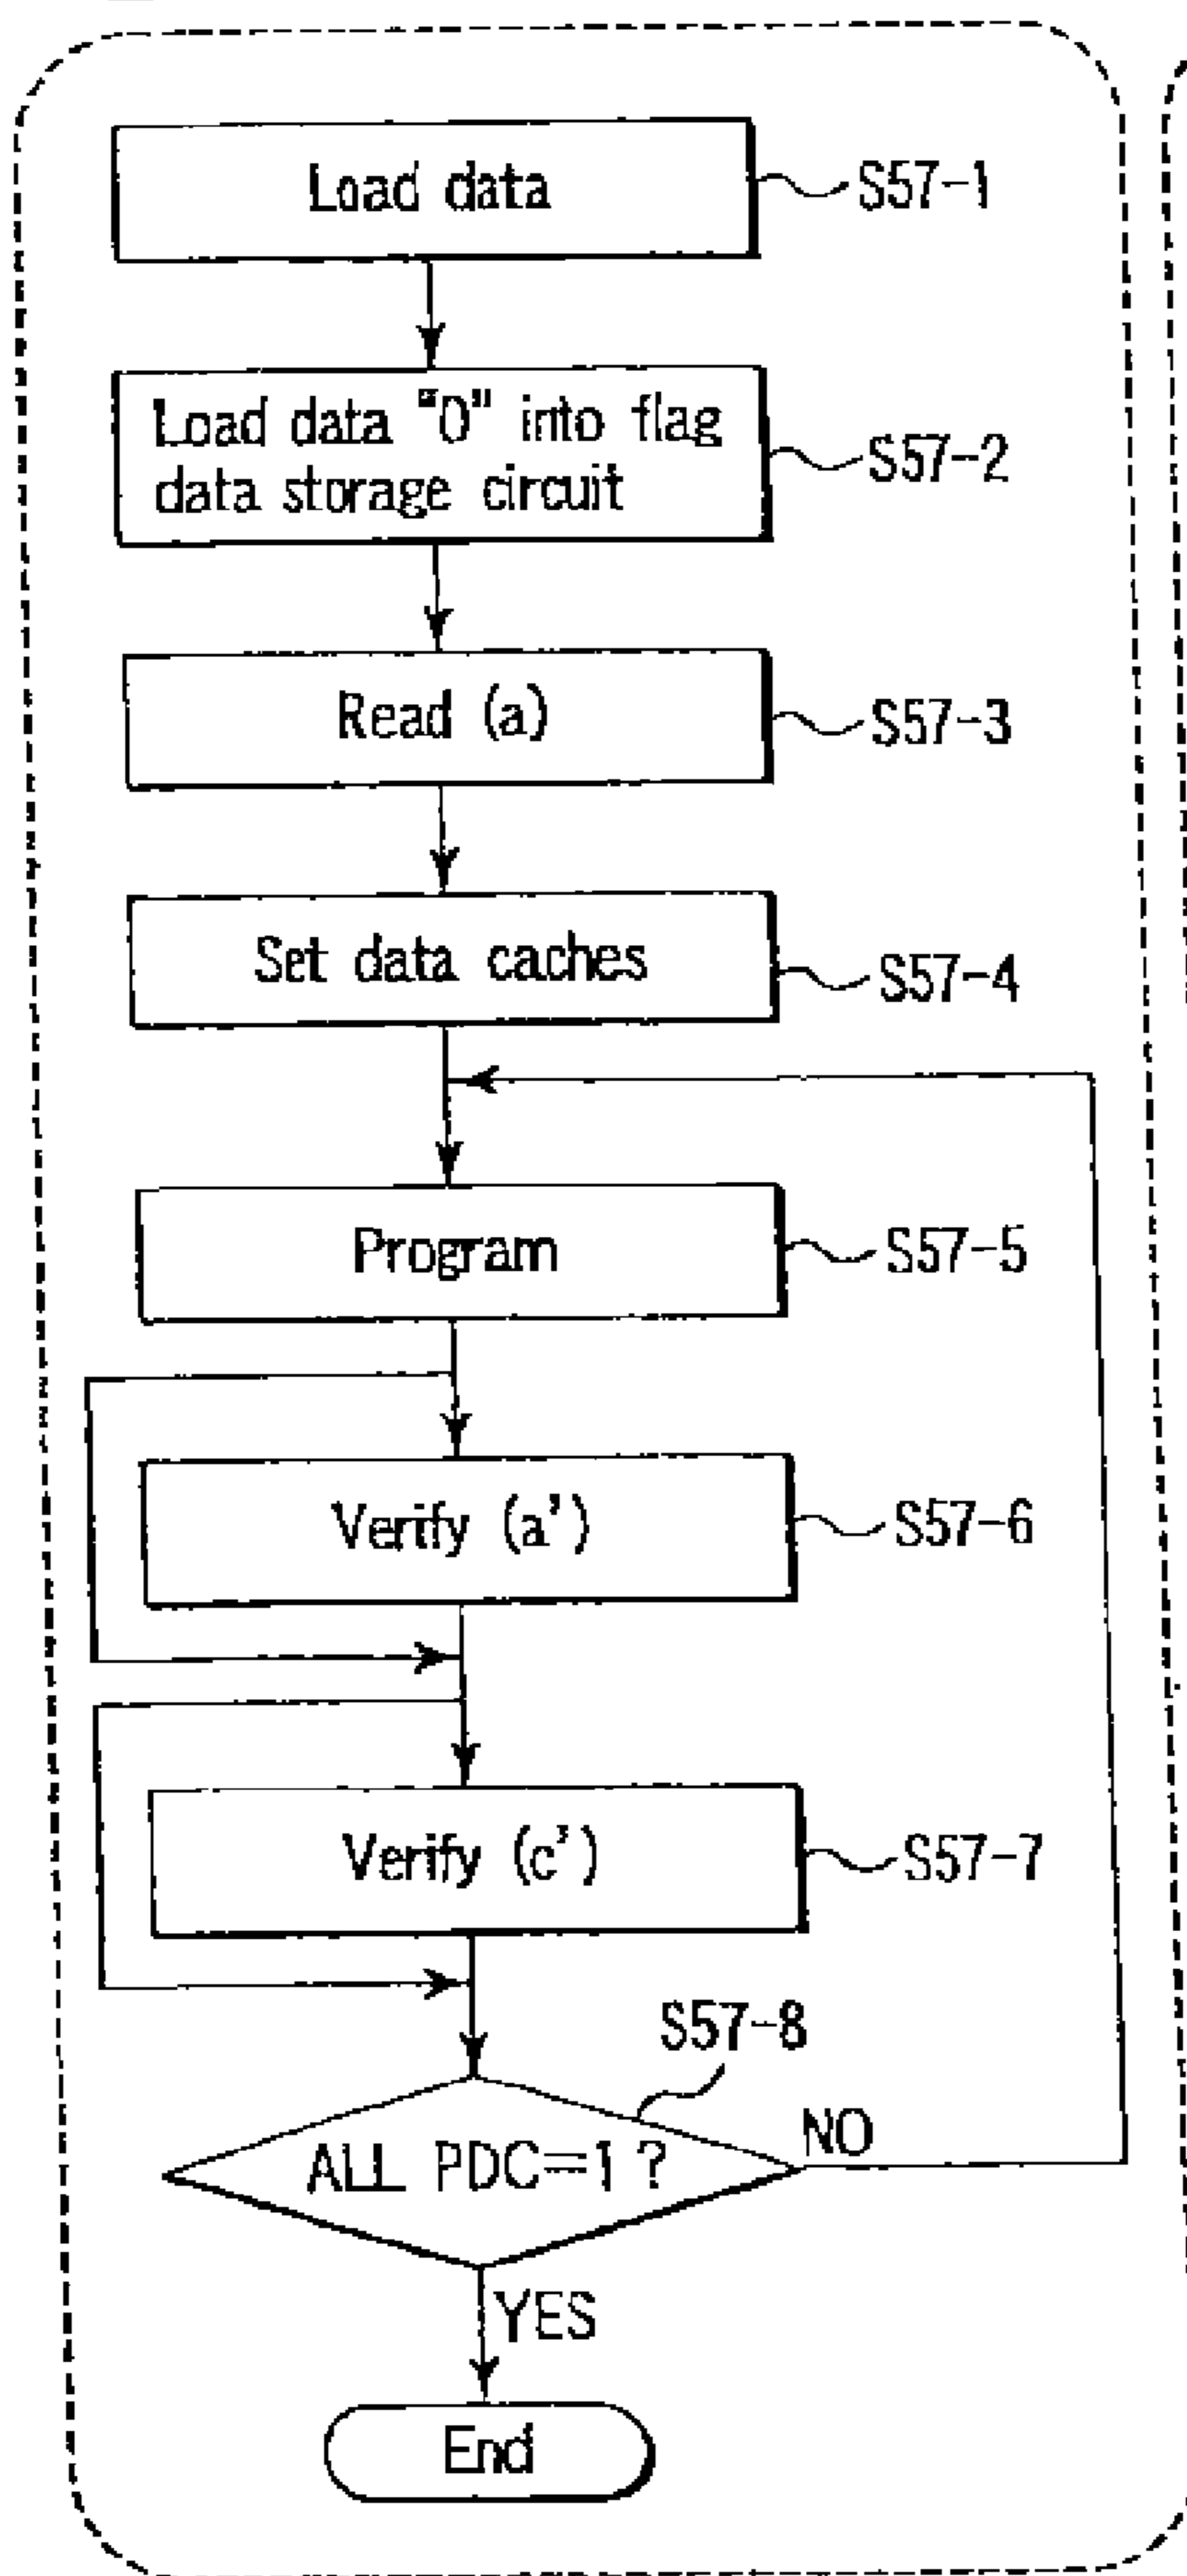 Load data
S57-1
Load data "0" into flag
data storage circuit
S57-2
Read (a)
S57-3
Set data caches
S57-4
Program
S57-5
Verify (a')
S57-6
Verify (c')
S57-7
S57-8
ALL PDC=1 ?
NO
YES
End